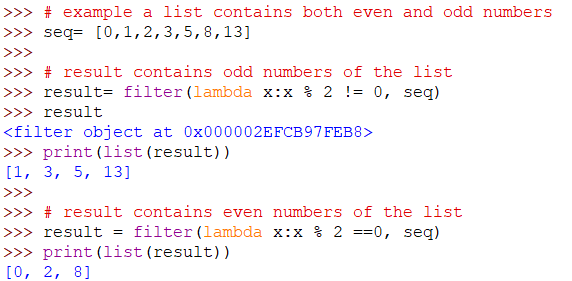 >>> # example a list contains both even and odd numbers
>>> seq= [0,1,2,3,5,8,13]
>>>
>>> # result contains odd numbers of the list
>>> result= filter(lambda x:x % 2 != 0, seq)
>>> result
<filter object at 0x000002EFCB97FEB8>
>>> print(list(result))
[1, 3, 5, 13]
>>>
>>> # result contains even numbers of the list
>>> result = filter(lambda x:x % 2 ==0, seq)
>>> print(list(result))
[0, 2, 8]